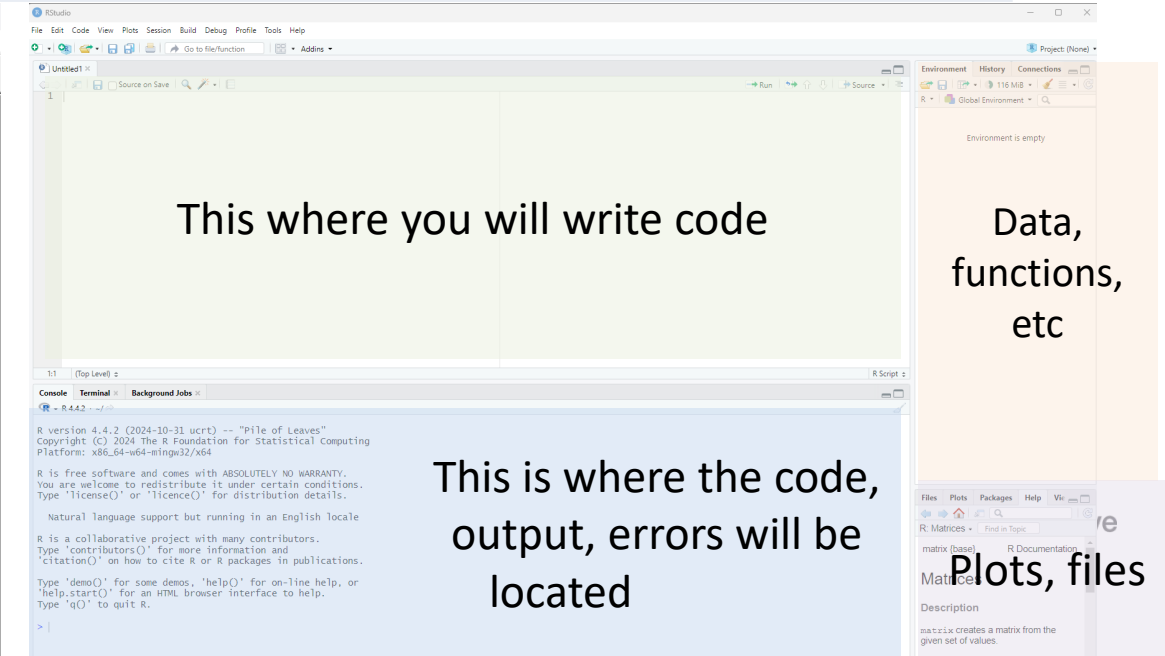 RStudio
File Edit Code View Plots Session Build Debug Profile Tools Help
Go to file/function Addins
Project: (None)
Untitled1
Source on Save Run Source
1
This where you will write code
1:1 (Top Level) R Script
Console Terminal Background Jobs
R 4.4.2 · ~/
R version 4.4.2 (2024-10-31 ucrt) -- "Pile of Leaves"
Copyright (C) 2024 The R Foundation for Statistical Computing
Platform: x86_64-w64-mingw32/x64
R is free software and comes with ABSOLUTELY NO WARRANTY.
You are welcome to redistribute it under certain conditions.
Type 'license()' or 'licence()' for distribution details.
Natural language support but running in an English locale
R is a collaborative project with many contributors.
Type 'contributors()' for more information and
'citation()' on how to cite R or R packages in publications.
Type 'demo()' for some demos, 'help()' for on-line help, or
'help.start()' for an HTML browser interface to help.
Type 'q()' to quit R.
>
This is where the code,
output, errors will be
located
Environment History Connections
116 MiB
R Global Environment
Environment is empty
Data,
functions,
etc
Files Plots Packages Help
R: Matrices Find in Topic
matrix {base} R Documentation
Matrices
Plots, files
Description
matrix creates a matrix from the
given set of values.